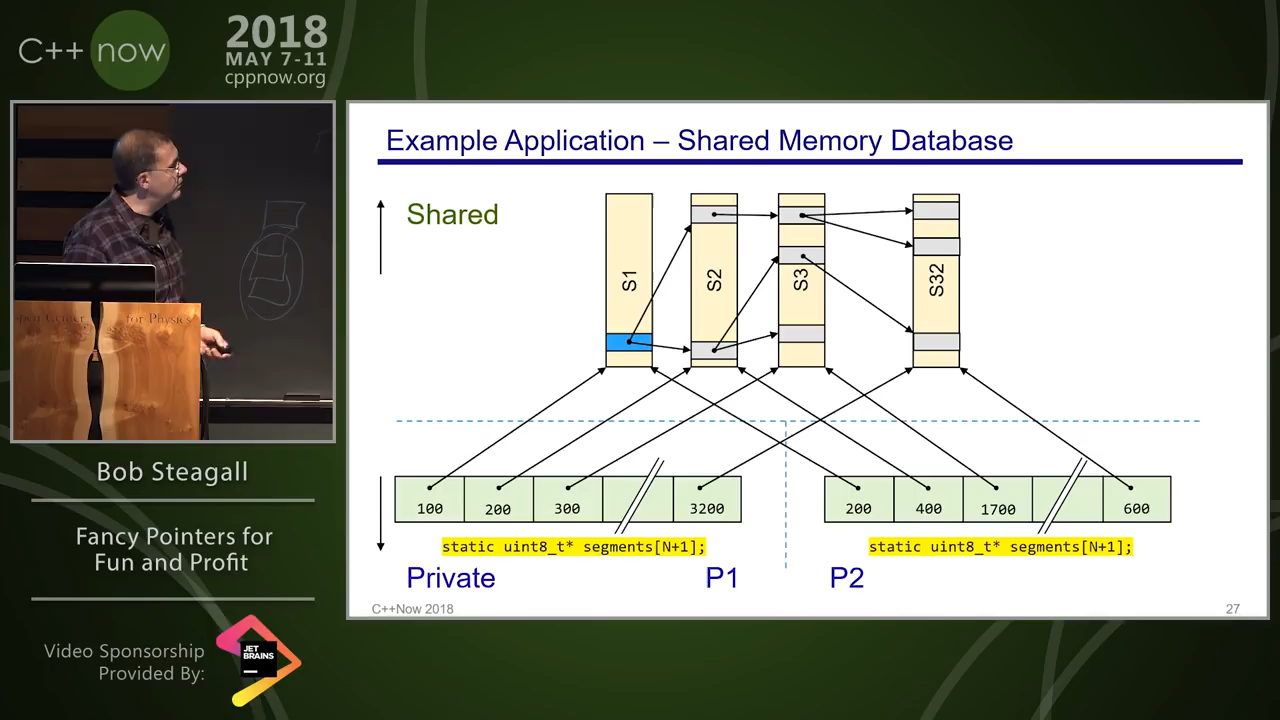 C++ now
2018
MAY 7-11
cppnow.org
Example Application – Shared Memory Database
Shared
S1
S2
S3
S32
100
200
300
3200
200
400
1700
600
static uint8_t* segments[N+1];
static uint8_t* segments[N+1];
Private
P1
P2
C++Now 2018
27
for Physics
Bob Steagall
Fancy Pointers for
Fun and Profit
Video Sponsorship
Provided By:
JET
BRAINS